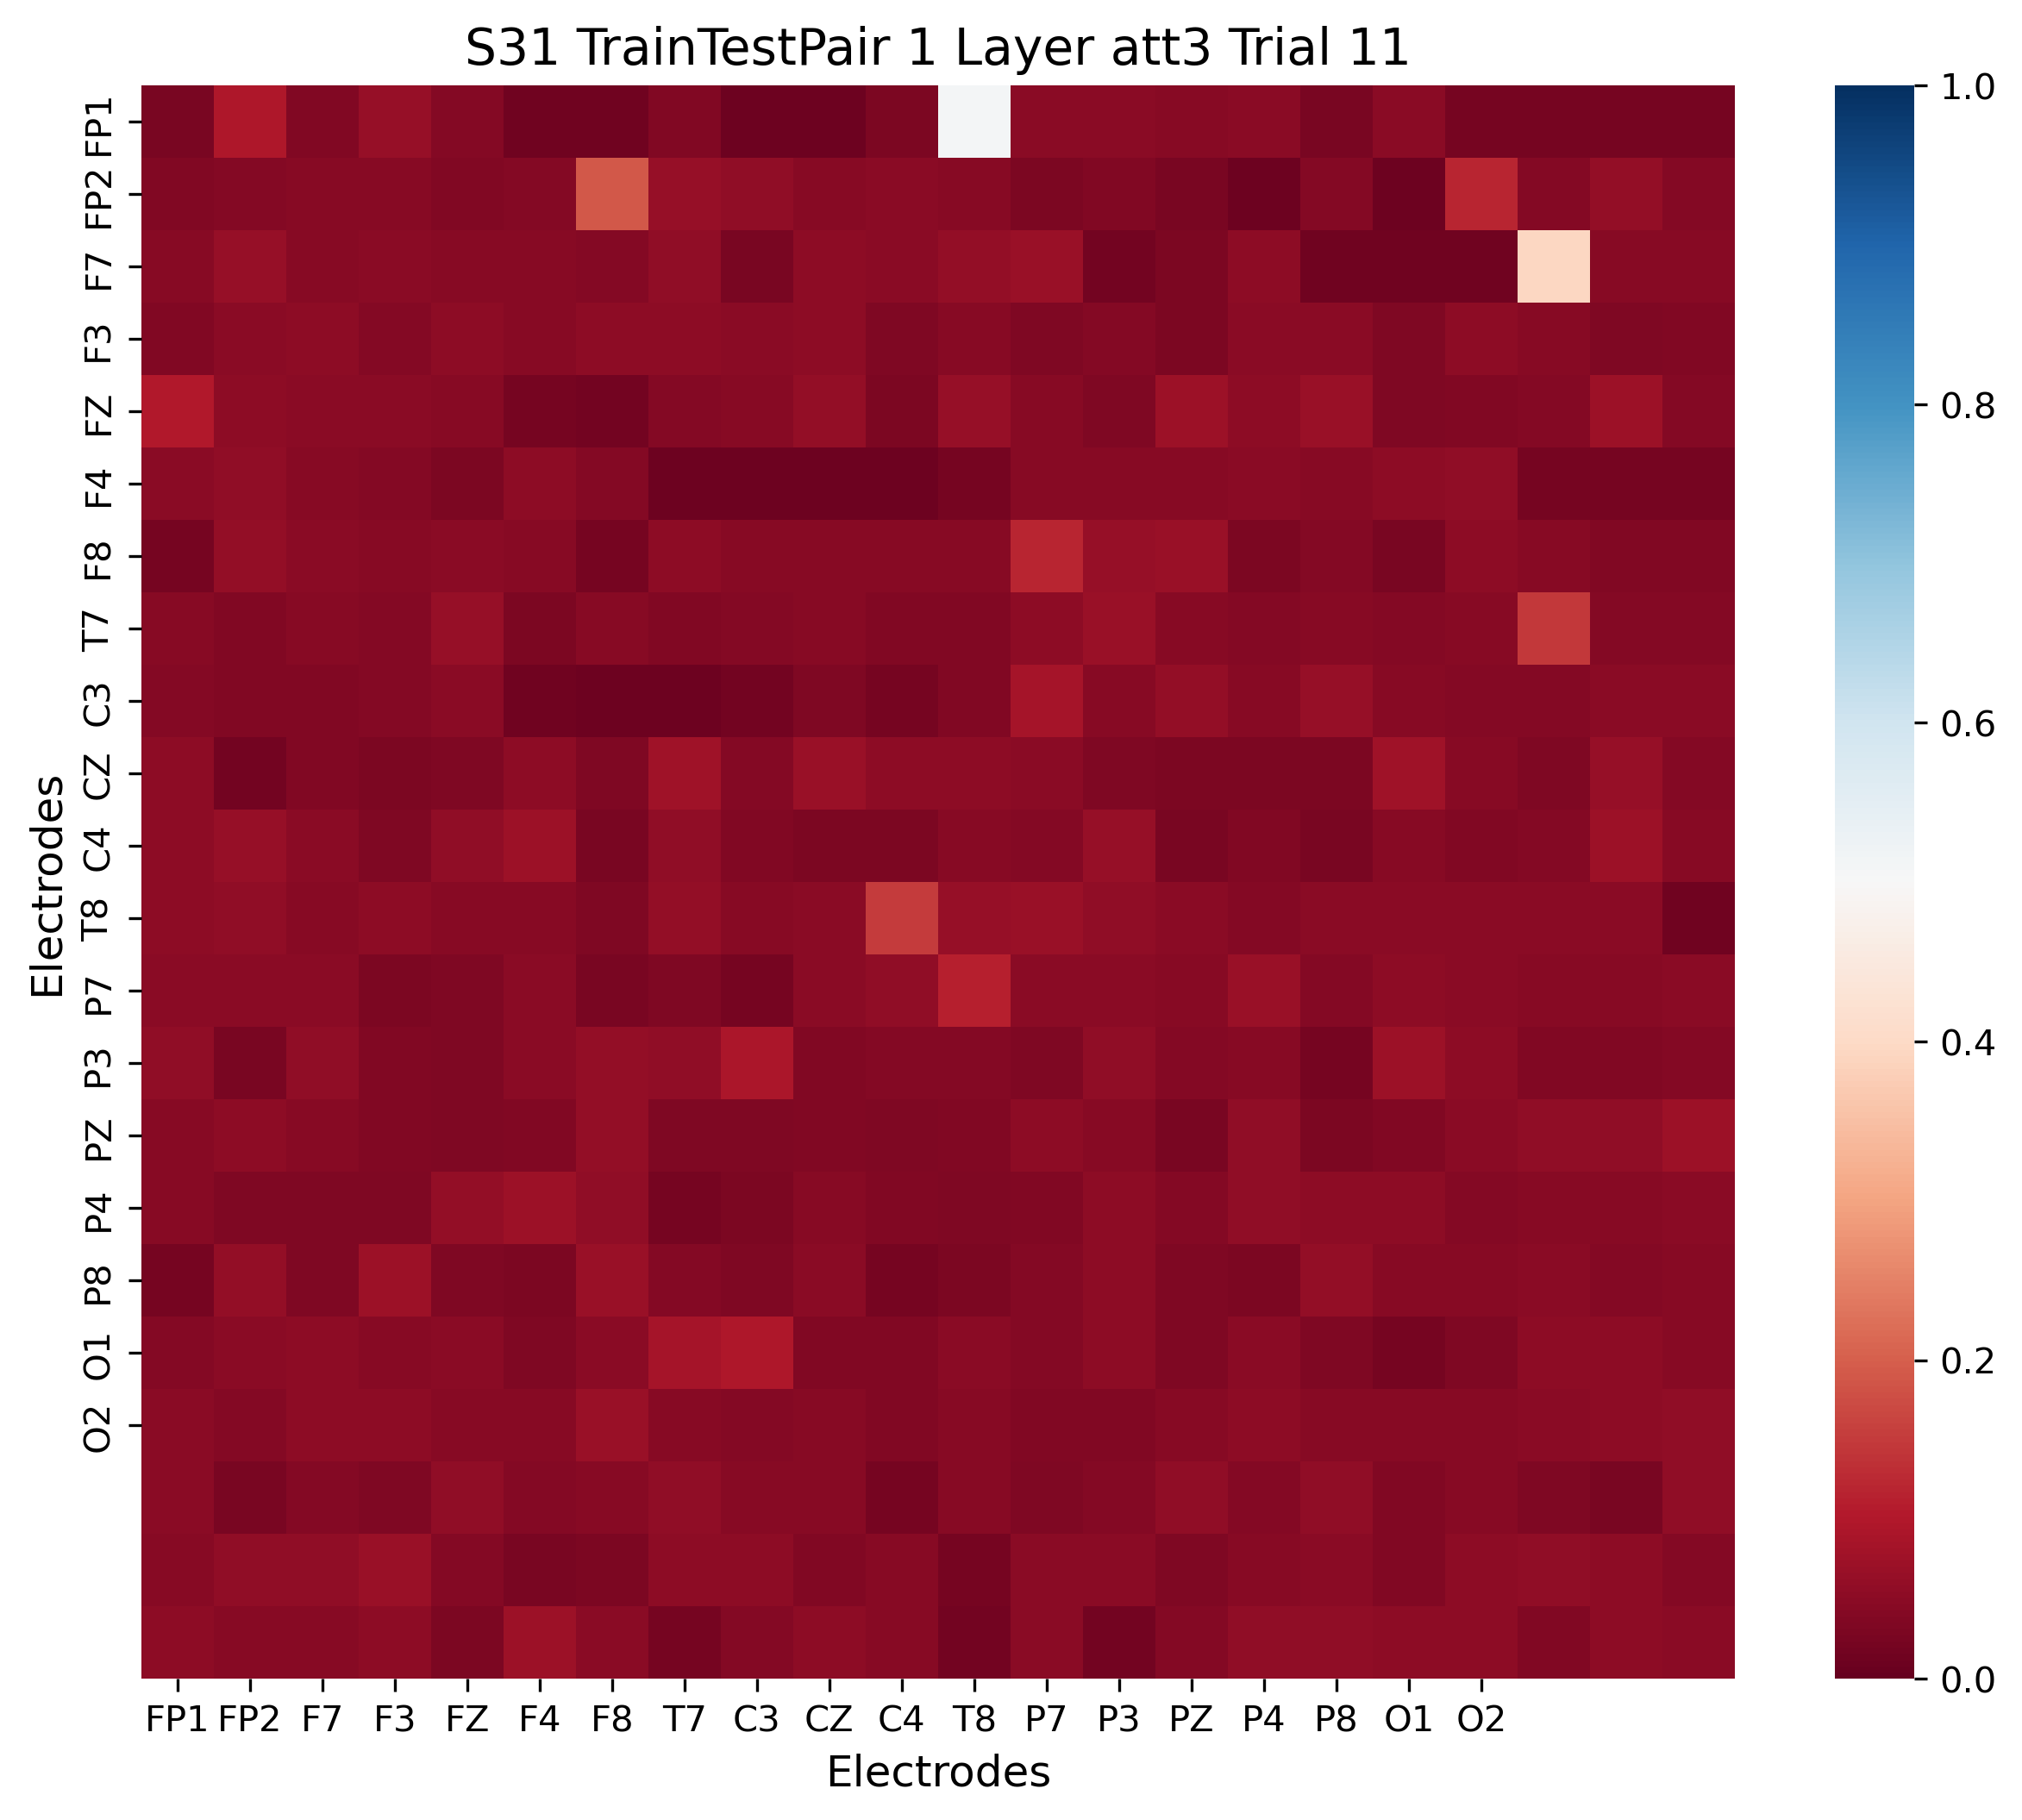 S31 TrainTestPair 1 Layer att3 Trial 11
Electrodes
FP1
FP2
F7
F3
FZ
F4
F8
T7
C3
CZ
C4
T8
P7
P3
PZ
P4
P8
O1
O2
FP1 FP2 F7 F3 FZ F4 F8 T7 C3 CZ C4 T8 P7 P3 PZ P4 P8 O1 O2
Electrodes
1.0
0.8
0.6
0.4
0.2
0.0